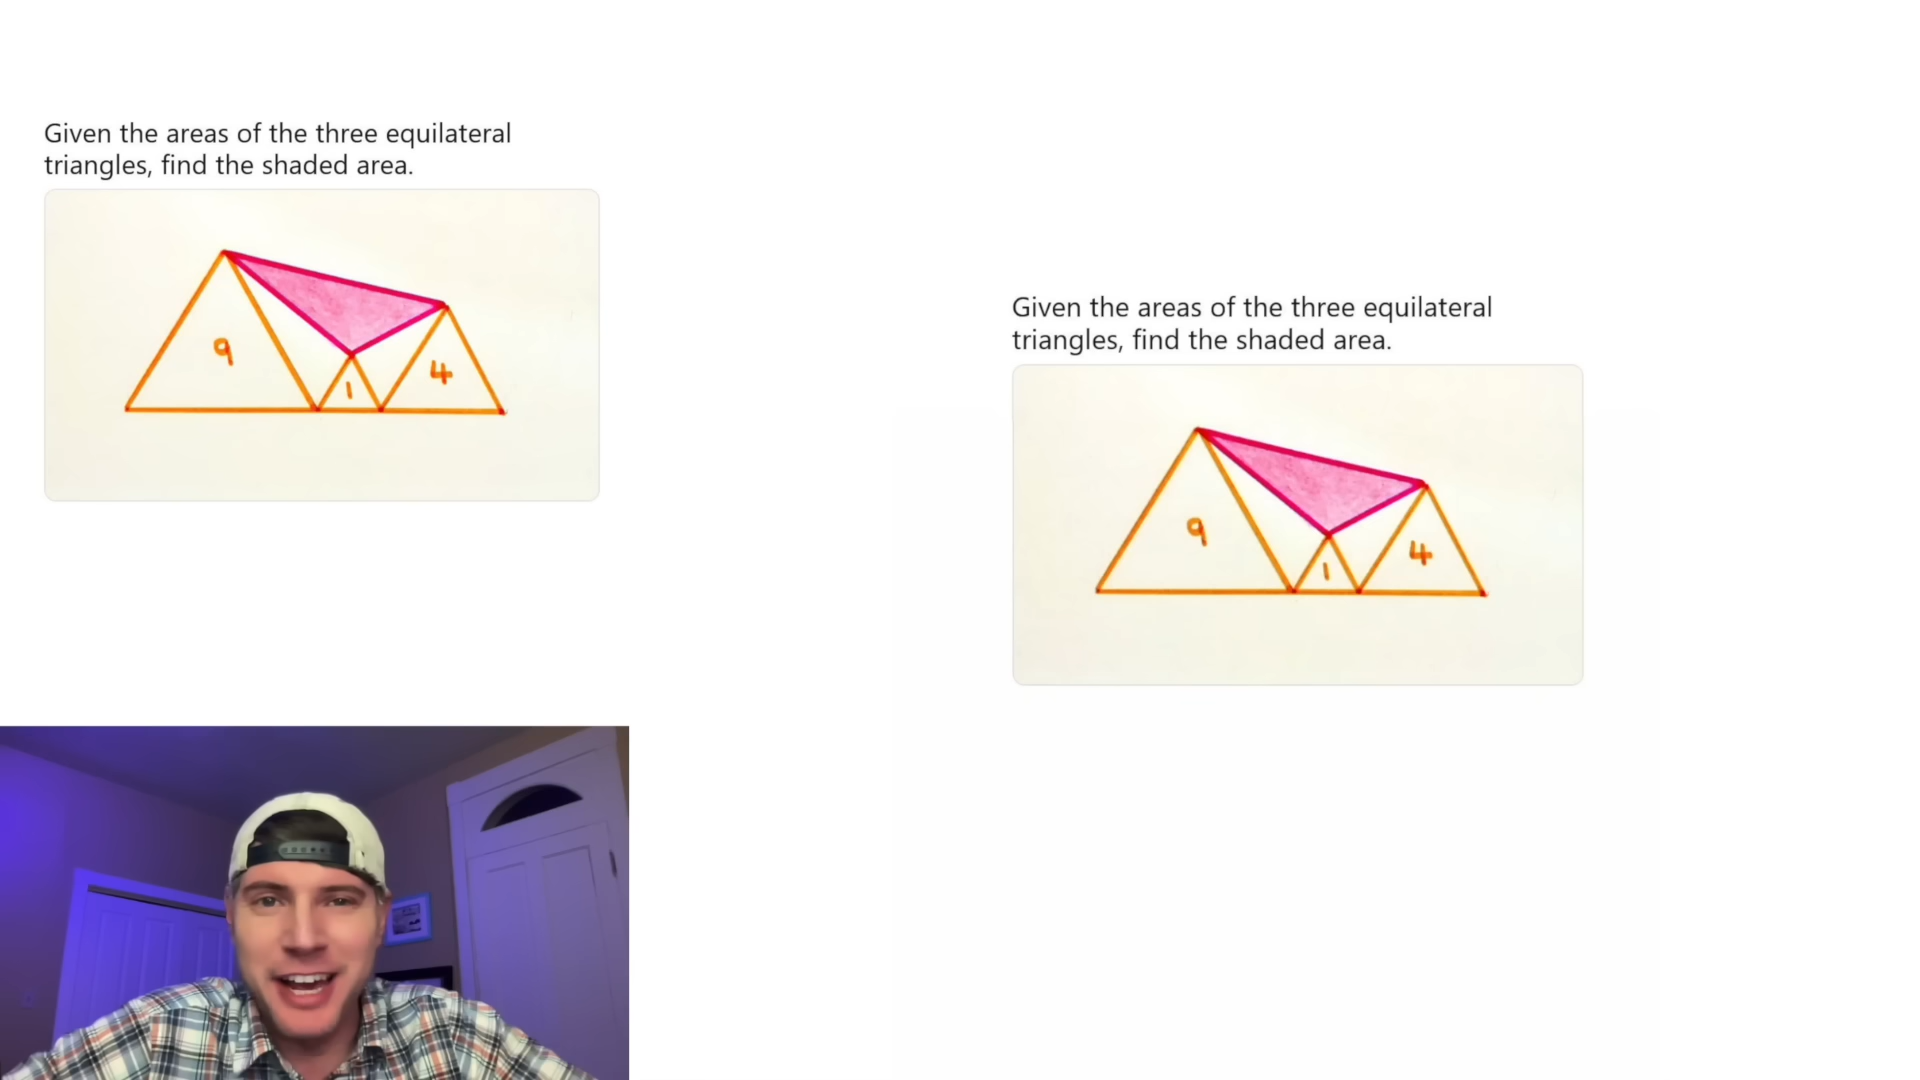 Given the areas of the three equilateral
triangles, find the shaded area.
9
1
4
Given the areas of the three equilateral
triangles, find the shaded area.
9
1
4